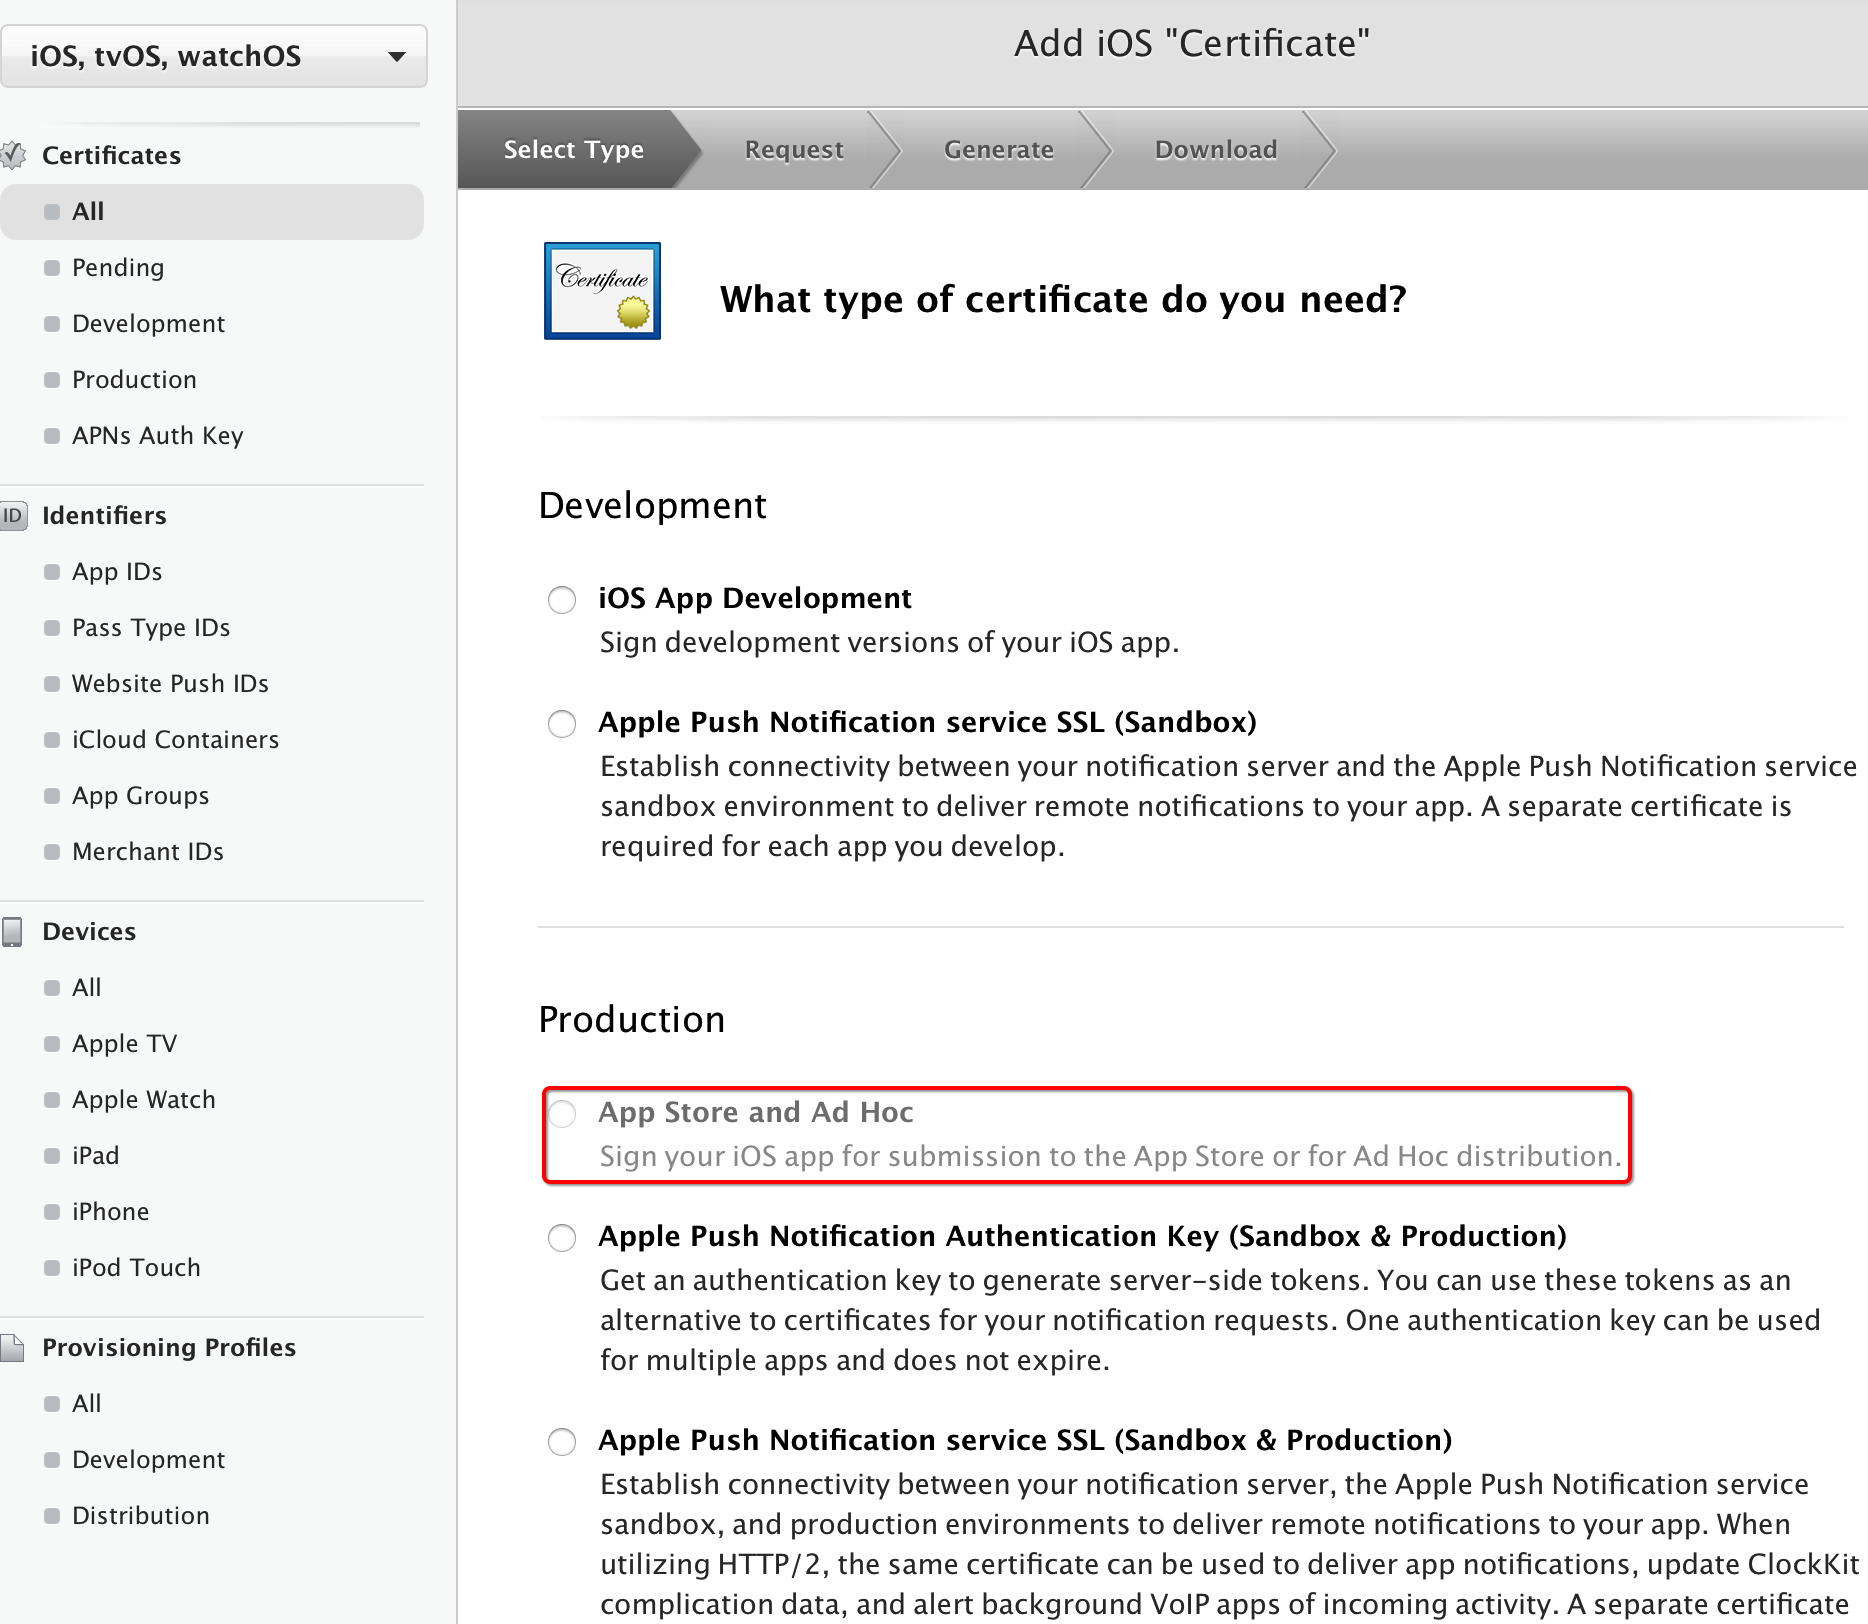 iOS, tvOS, watchOS
Certificates
All
Pending
Development
Production
APNs Auth Key
ID Identifiers
App IDs
Pass Type IDs
Website Push IDs
iCloud Containers
App Groups
Merchant IDs
Devices
All
Apple TV
Apple Watch
iPad
iPhone
iPod Touch
Provisioning Profiles
All
Development
Distribution
Add iOS "Certificate"
Select Type
Request
Generate
Download
Certificate
What type of certificate do you need?
Development
iOS App Development
Sign development versions of your iOS app.
Apple Push Notification service SSL (Sandbox)
Establish connectivity between your notification server and the Apple Push Notification service
sandbox environment to deliver remote notifications to your app. A separate certificate is
required for each app you develop.
Production
App Store and Ad Hoc
Sign your iOS app for submission to the App Store or for Ad Hoc distribution.
Apple Push Notification Authentication Key (Sandbox & Production)
Get an authentication key to generate server-side tokens. You can use these tokens as an
alternative to certificates for your notification requests. One authentication key can be used
for multiple apps and does not expire.
Apple Push Notification service SSL (Sandbox & Production)
Establish connectivity between your notification server, the Apple Push Notification service
sandbox, and production environments to deliver remote notifications to your app. When
utilizing HTTP/2, the same certificate can be used to deliver app notifications, update ClockKit
complication data, and alert background VoIP apps of incoming activity. A separate certificate